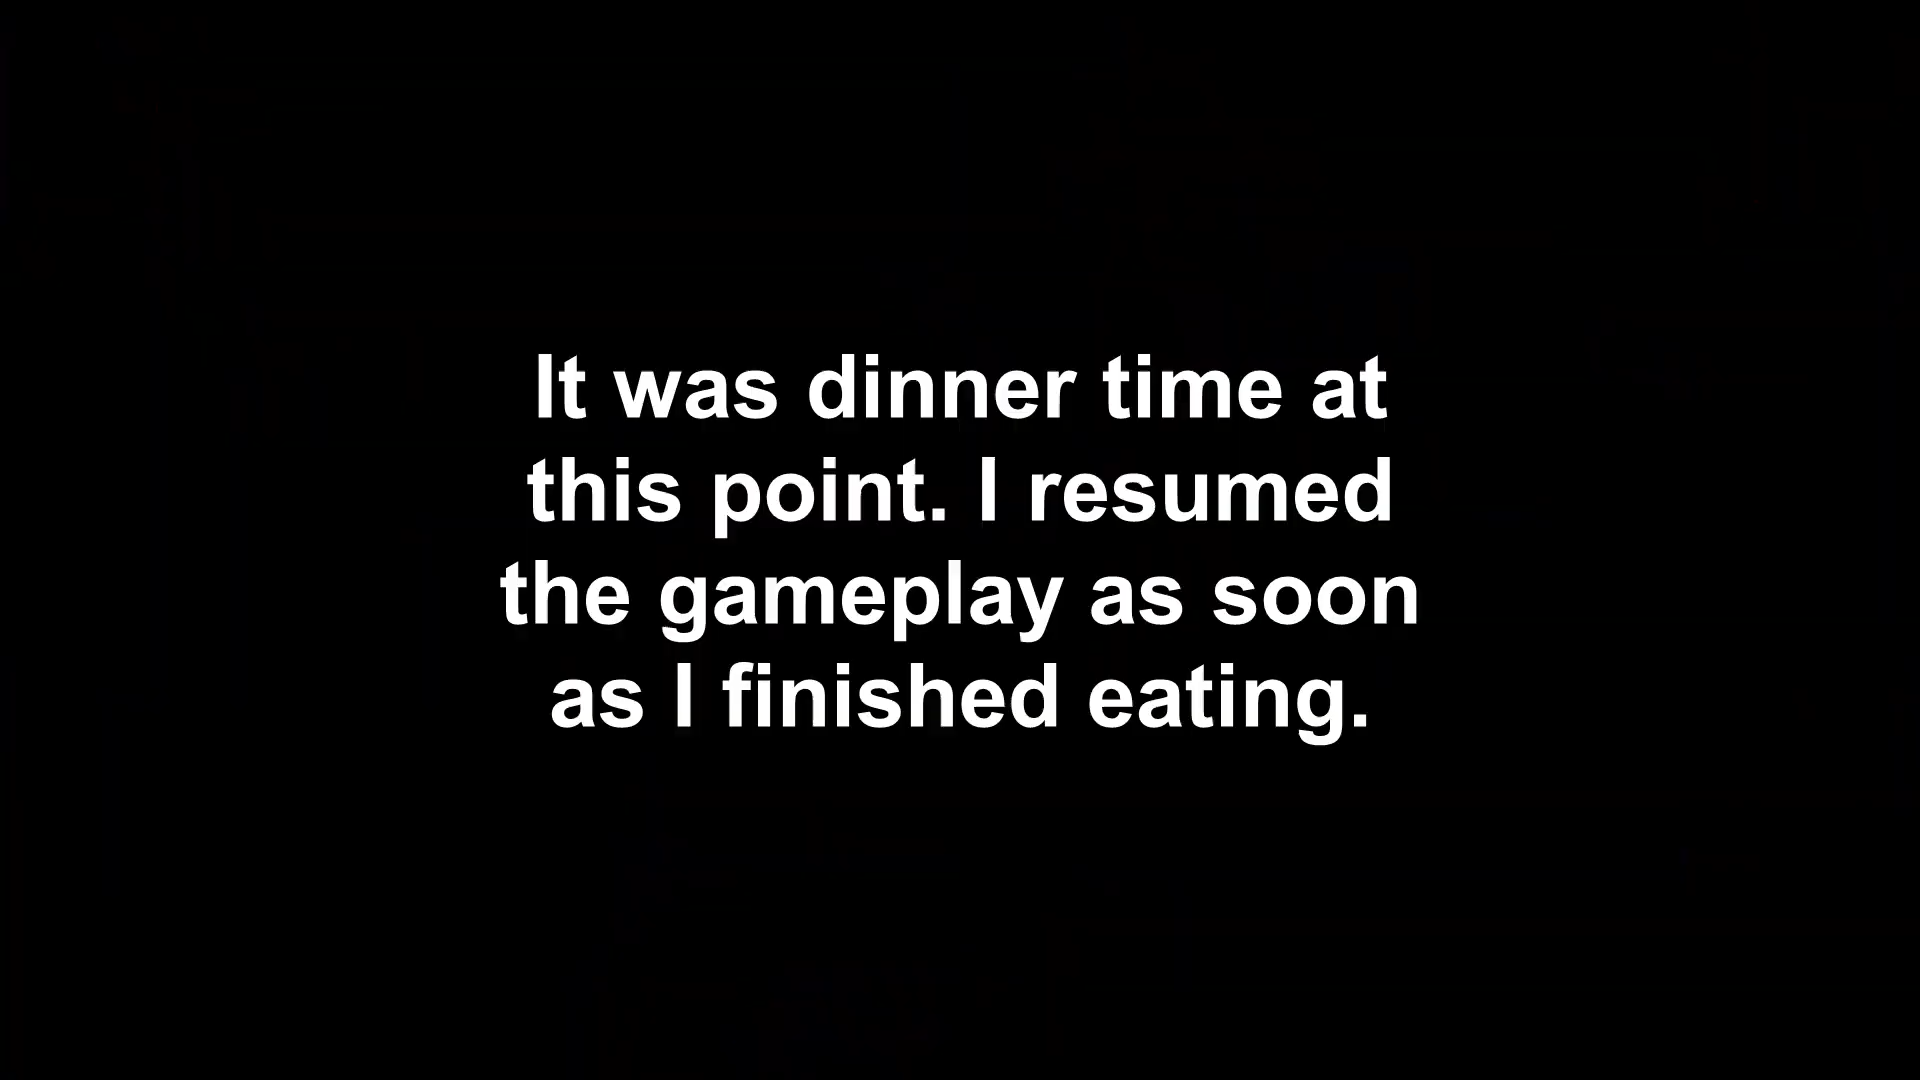 It was dinner time at
this point. I resumed
the gameplay as soon
as I finished eating.